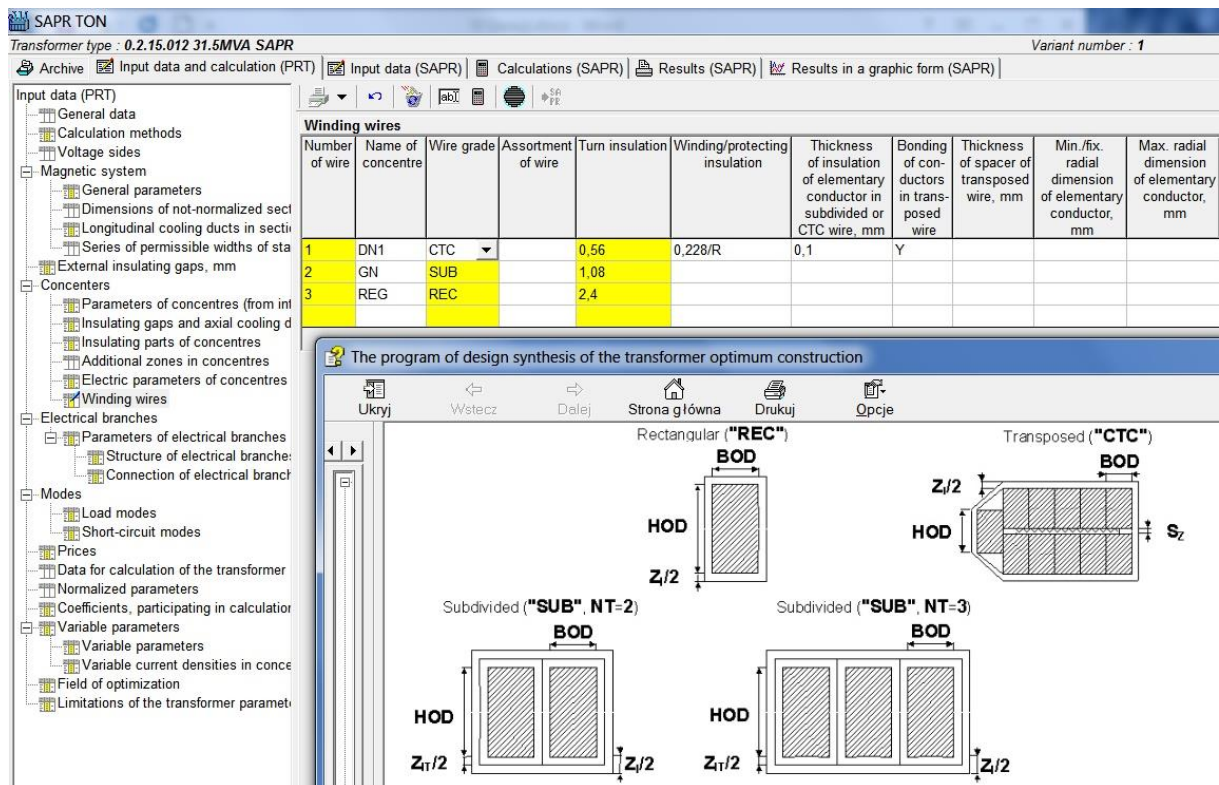 SAPR TON
Transformer type : 0.2.15.012 31.5MVA SAPR
Variant number : 1
Archive
Input data and calculation (PRT)
Input data (SAPR)
Calculations (SAPR)
Results (SAPR)
Results in a graphic form (SAPR)
Input data (PRT)
General data
Calculation methods
Voltage sides
Magnetic system
General parameters
Dimensions of not-normalized sect
Longitudinal cooling ducts in secti
Series of permissible widths of sta
External insulating gaps, mm
Concenters
Parameters of concentres (from int
Insulating gaps and axial cooling d
Insulating parts of concentres
Additional zones in concentres
Electric parameters of concentres
Winding wires
Electrical branches
Parameters of electrical branches
Structure of electrical branche
Connection of electrical branch
Modes
Load modes
Short-circuit modes
Prices
Data for calculation of the transformer
Normalized parameters
Coefficients, participating in calculation
Variable parameters
Variable parameters
Variable current densities in conce
Field of optimization
Limitations of the transformer paramet
abI
SA
PR
Winding wires
Number of wire
Name of concentre
Wire grade
Assortment of wire
Turn insulation
Winding/protecting insulation
Thickness of insulation of elementary conductor in subdivided or CTC wire, mm
Bonding of con-ductors in trans-posed wire
Thickness of spacer of transposed wire, mm
Min./fix. radial dimension of elementary conductor, mm
Max. radial dimension of elementary conductor, mm
1 DN1 CTC 0,56 0,228/R 0,1 Y
2 GN SUB 1,08
3 REG REC 2,4
The program of design synthesis of the transformer optimum construction
Ukryj
Wstecz
Dalej
Strona główna
Drukuj
Opcje
Rectangular ("REC")
BOD
HOD
Z_I/2
Transposed ("CTC")
BOD
Z_I/2
HOD
S_Z
Subdivided ("SUB", NT=2)
BOD
HOD
Z_IT/2
Z_I/2
Subdivided ("SUB", NT=3)
BOD
HOD
Z_IT/2
Z_I/2